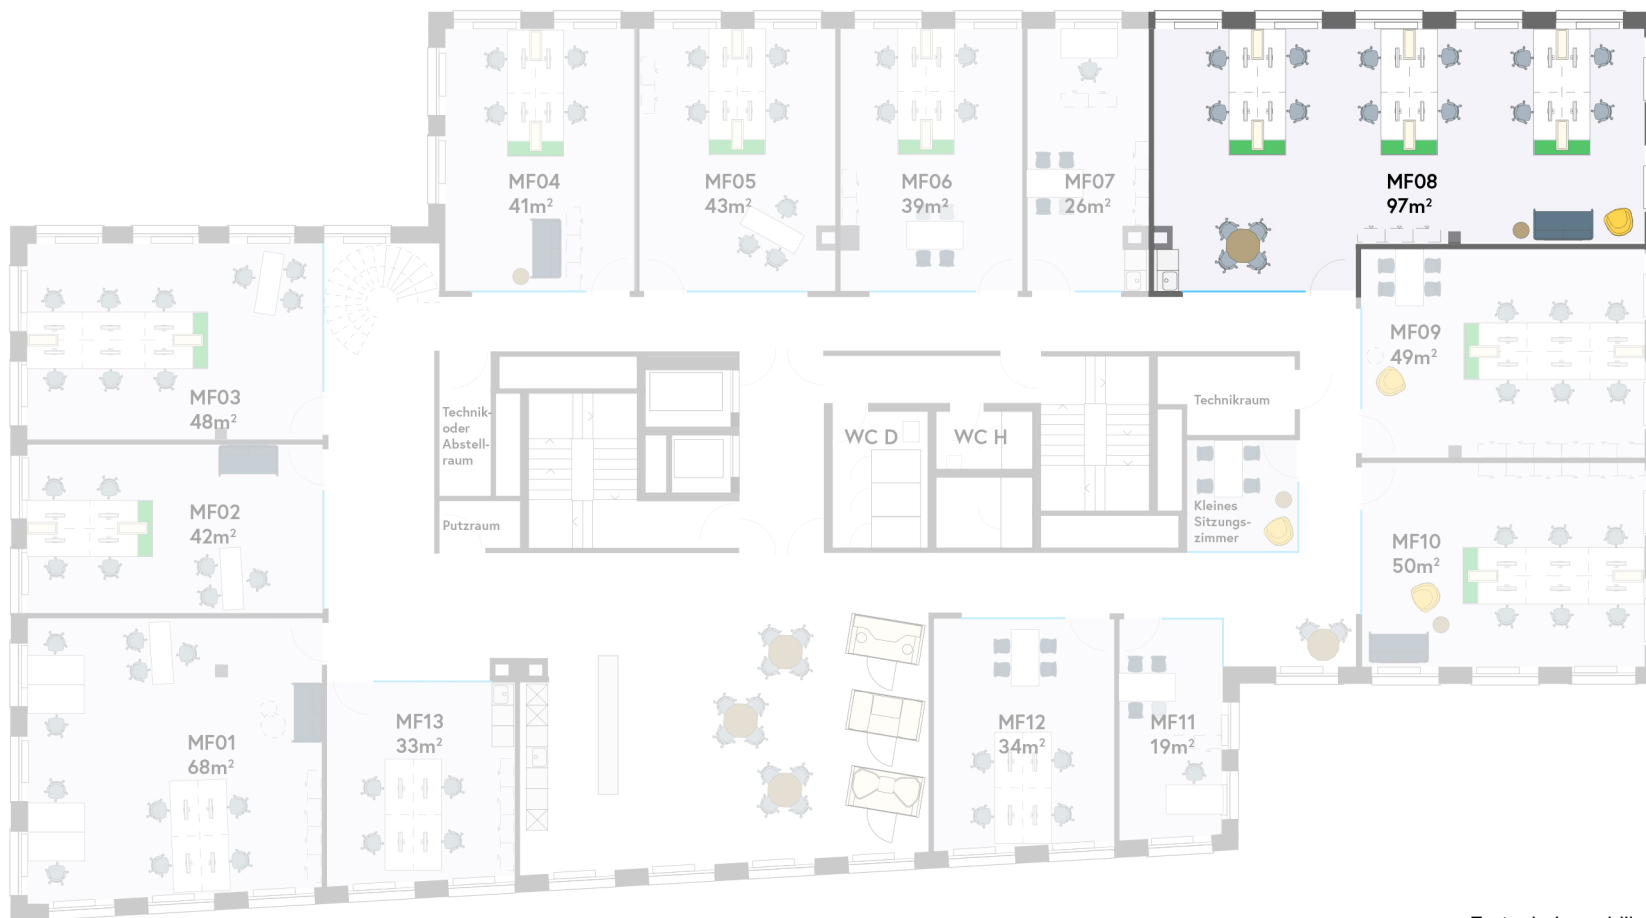 MF04
41m²
MF05
43m²
MF06
39m²
MF07
26m²
MF08
97m²
MF03
48m²
MF09
49m²
Technik-
oder
Abstell-
raum
WC D
WC H
Technikraum
MF02
42m²
Putzraum
Kleines
Sitzungs-
zimmer
MF10
50m²
MF01
68m²
MF13
33m²
MF12
34m²
MF11
19m²